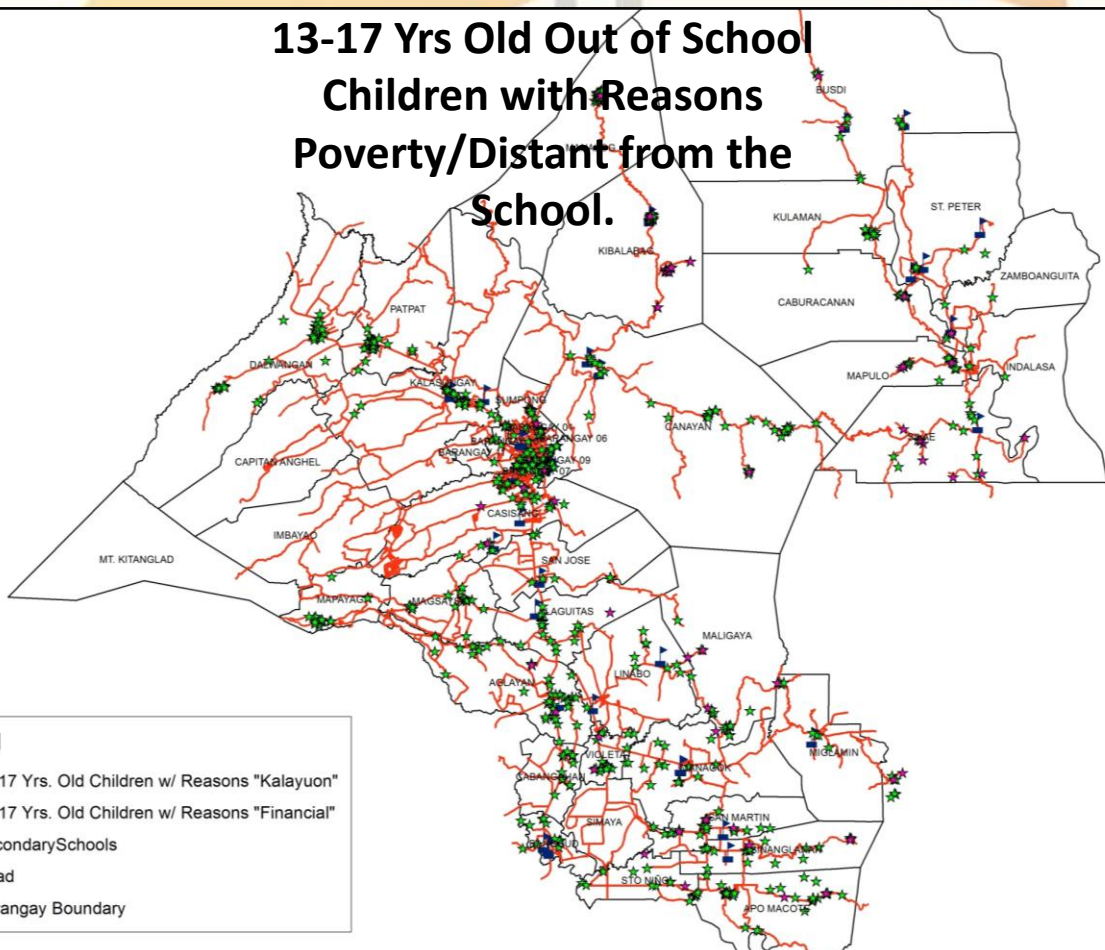 13-17 Yrs Old Out of School
Children with Reasons
Poverty/Distant from the
School.
BUSDI
KULAMAN
ST. PETER
KIBALABAG
ZAMBOANGUITA
CABURACANAN
PATPAT
DALWANGAN
MAPULO
INDALASA
KALASUNGAY
SUMPONG
CANAYAN
BARANGAY 06
BARANGAY
CAPITAN ANGHEL
CASISANG
IMBAYAO
MT. KITANGLAD
SAN JOSE
MAPAYAG
MAGSAYSAY
LAGUITAS
MALIGAYA
LINABO
AGLAYAN
VIOLETA
MIGLAMIN
CABANGAHAN
SIMAYA
SAN MARTIN
STO NIÑO
APO MACOTE
17 Yrs. Old Children w/ Reasons "Kalayuon"
17 Yrs. Old Children w/ Reasons "Financial"
condarySchools
ad
angay Boundary